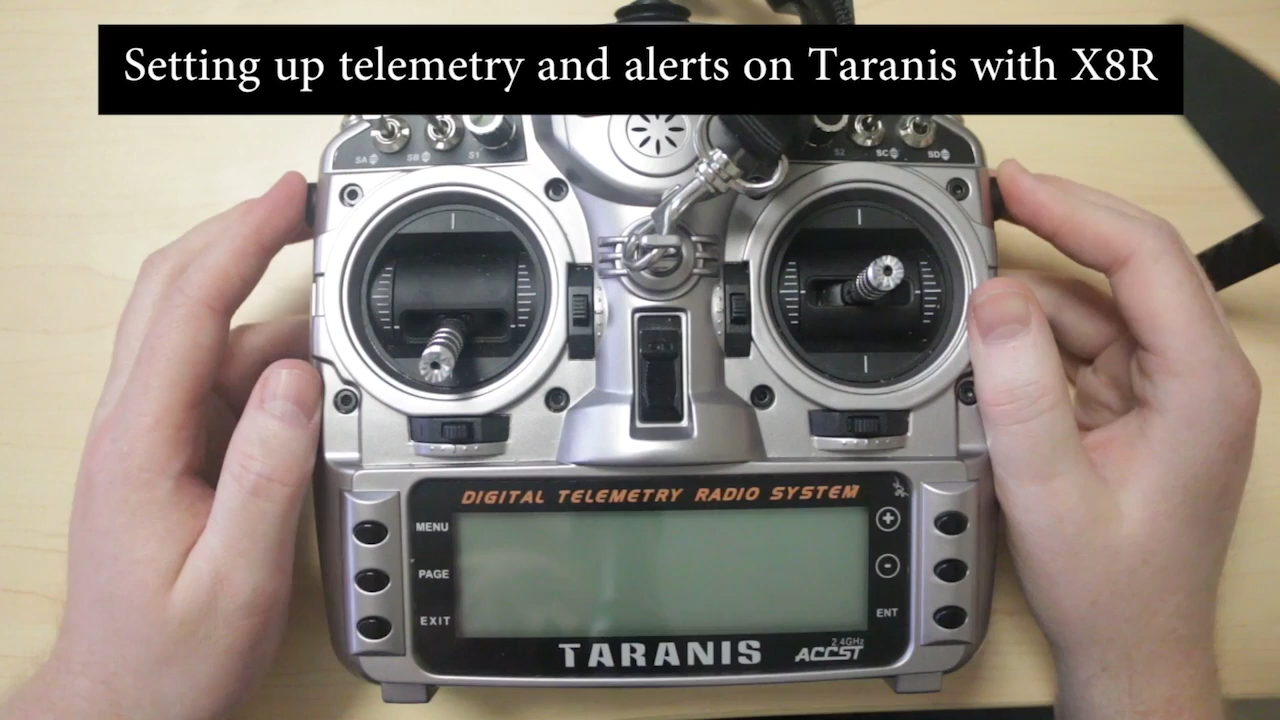 Setting up telemetry and alerts on Taranis with X8R
SA
SB
S1
S2
SC
SD
DIGITAL TELEMETRY RADIO SYSTEM
MENU
PAGE
EXIT
+
-
ENT
TARANIS
2.4GHz
ACCST